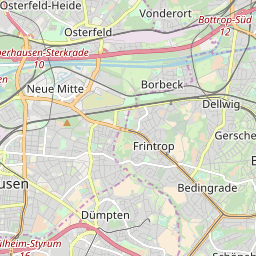 Osterfeld-Heide
Vonderort
Bottrop-Süd
12
Osterfeld
erhausen-Sterkrade
10
Borbeck
Neue Mitte
Dellwig
Gersche
Frintrop
Bedingrade
usen
Dümpten
ülheim-Styrum
16